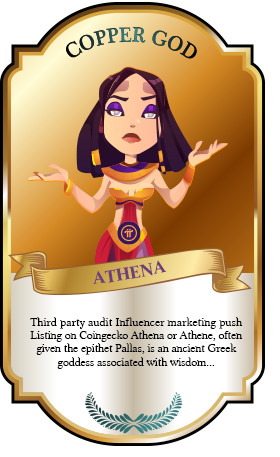 COPPER GOD
ATHENA
Third party audit Influencer marketing push
Listing on Coingecko Athena or Athene, often
given the epithet Pallas, is an ancient Greek
goddess associated with wisdom...